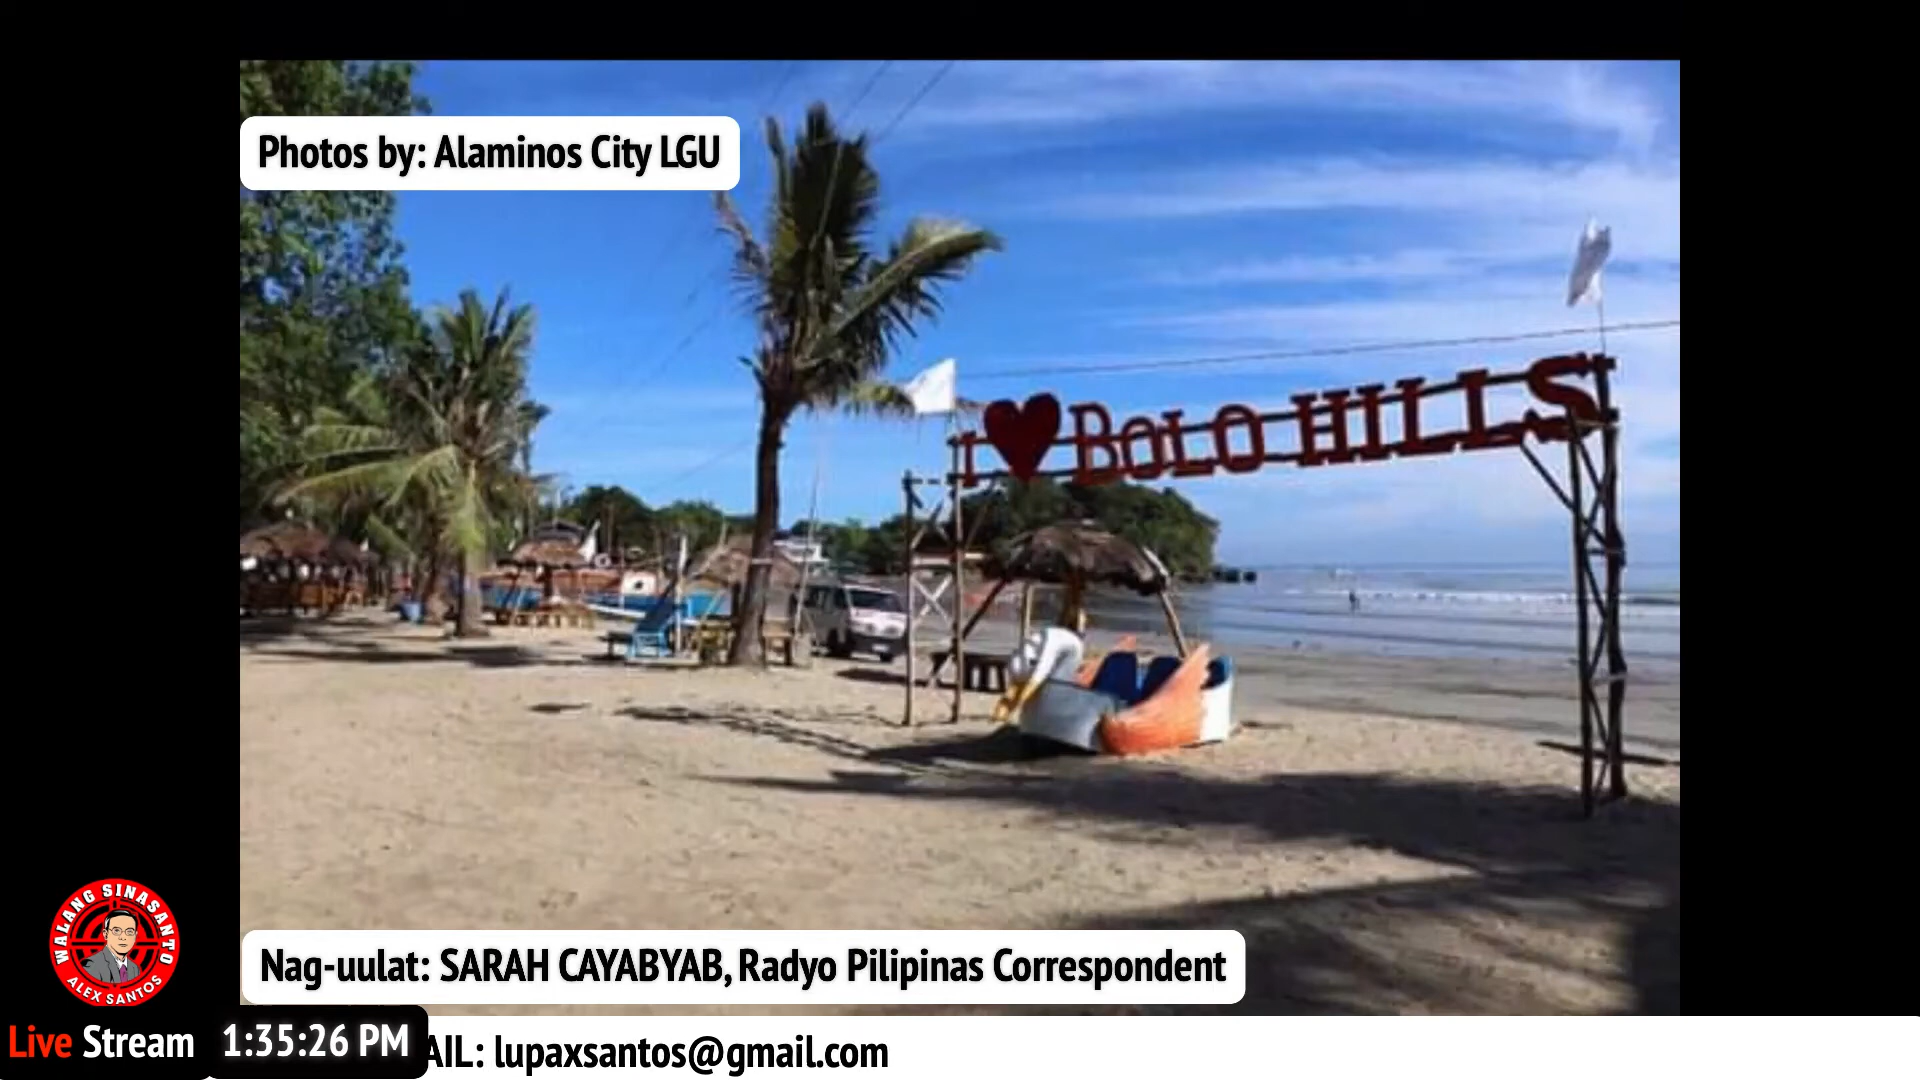 Photos by: Alaminos City LGU
I ♥ BOLO HILLS
Nag-uulat: SARAH CAYABYAB, Radyo Pilipinas Correspondent
WALANG SINASANTO
ALEX SANTOS
Live Stream
1:35:26 PM
AIL: lupaxsantos@gmail.com